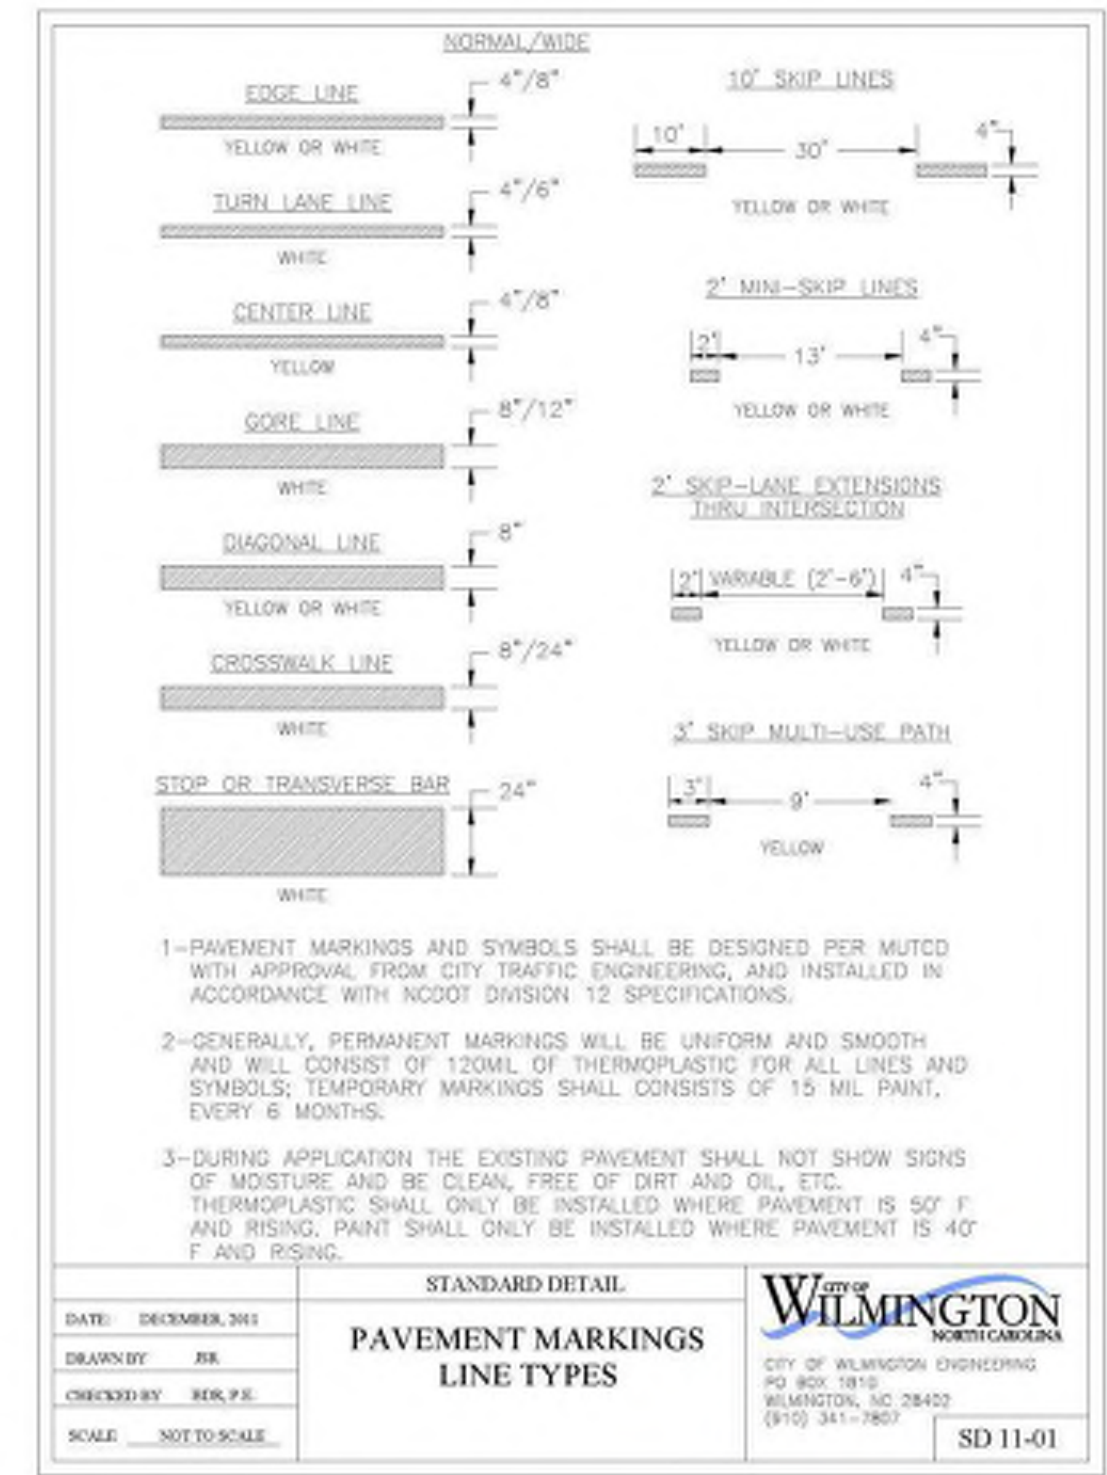 NORMAL/WIDE
EDGE LINE
4"/8"
YELLOW OR WHITE
TURN LANE LINE
4"/6"
WHITE
CENTER LINE
4"/8"
YELLOW
GORE LINE
8"/12"
WHITE
DIAGONAL LINE
8"
YELLOW OR WHITE
CROSSWALK LINE
8"/24"
WHITE
STOP OR TRANSVERSE BAR
24"
WHITE
10' SKIP LINES
10' 30' 4"
YELLOW OR WHITE
2' MINI-SKIP LINES
2' 13' 4"
YELLOW OR WHITE
2' SKIP-LANE EXTENSIONS
THRU INTERSECTION
2' VARIABLE (2'-6') 4"
YELLOW OR WHITE
3' SKIP MULTI-USE PATH
3' 9' 4"
YELLOW
1-PAVEMENT MARKINGS AND SYMBOLS SHALL BE DESIGNED PER MUTCD
WITH APPROVAL FROM CITY TRAFFIC ENGINEERING, AND INSTALLED IN
ACCORDANCE WITH NCDOT DIVISION 12 SPECIFICATIONS.
2-GENERALLY, PERMANENT MARKINGS WILL BE UNIFORM AND SMOOTH
AND WILL CONSIST OF 120MIL OF THERMOPLASTIC FOR ALL LINES AND
SYMBOLS; TEMPORARY MARKINGS SHALL CONSISTS OF 15 MIL PAINT,
EVERY 6 MONTHS.
3-DURING APPLICATION THE EXISTING PAVEMENT SHALL NOT SHOW SIGNS
OF MOISTURE AND BE CLEAN, FREE OF DIRT AND OIL, ETC.
THERMOPLASTIC SHALL ONLY BE INSTALLED WHERE PAVEMENT IS 50° F
AND RISING. PAINT SHALL ONLY BE INSTALLED WHERE PAVEMENT IS 40°
F AND RISING.
DATE: DECEMBER, 2011
DRAWN BY JSR
CHECKED BY BDR, P.E.
SCALE NOT TO SCALE
STANDARD DETAIL
PAVEMENT MARKINGS
LINE TYPES
CITY OF
WILMINGTON
NORTH CAROLINA
CITY OF WILMINGTON ENGINEERING
PO BOX 1810
WILMINGTON, NC 28402
(910) 341-7807
SD 11-01